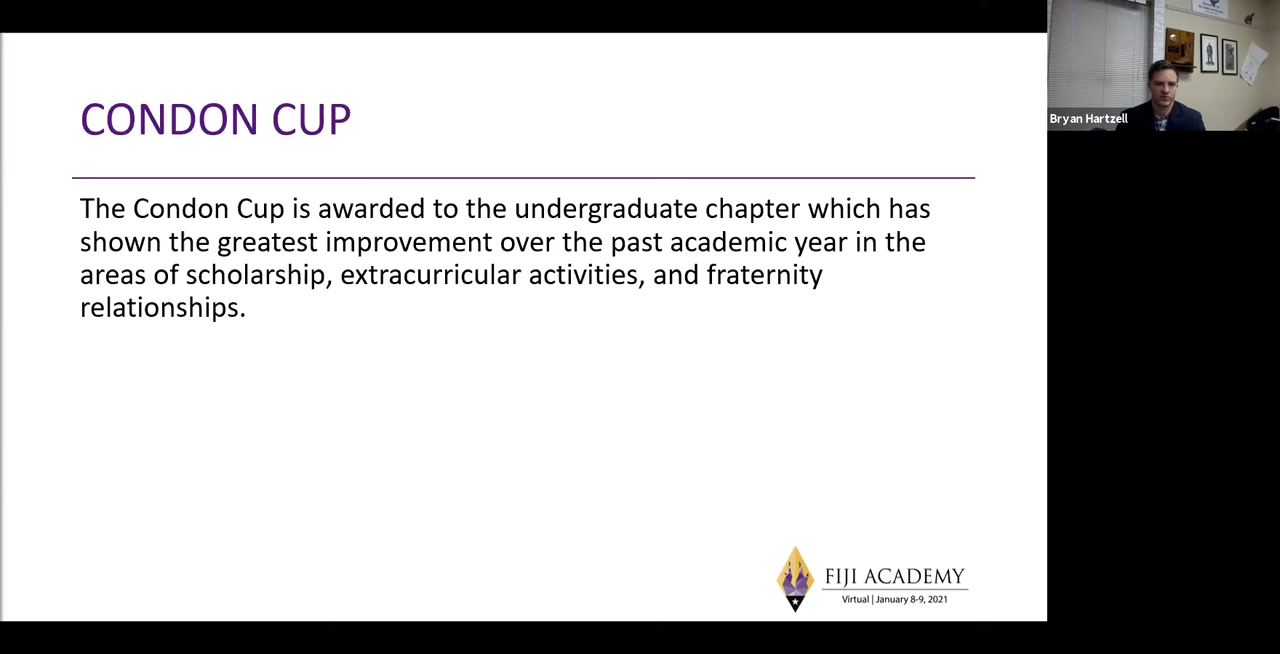 CONDON CUP
The Condon Cup is awarded to the undergraduate chapter which has
shown the greatest improvement over the past academic year in the
areas of scholarship, extracurricular activities, and fraternity
relationships.
FIJI ACADEMY
Virtual | January 8-9, 2021
Bryan Hartzell